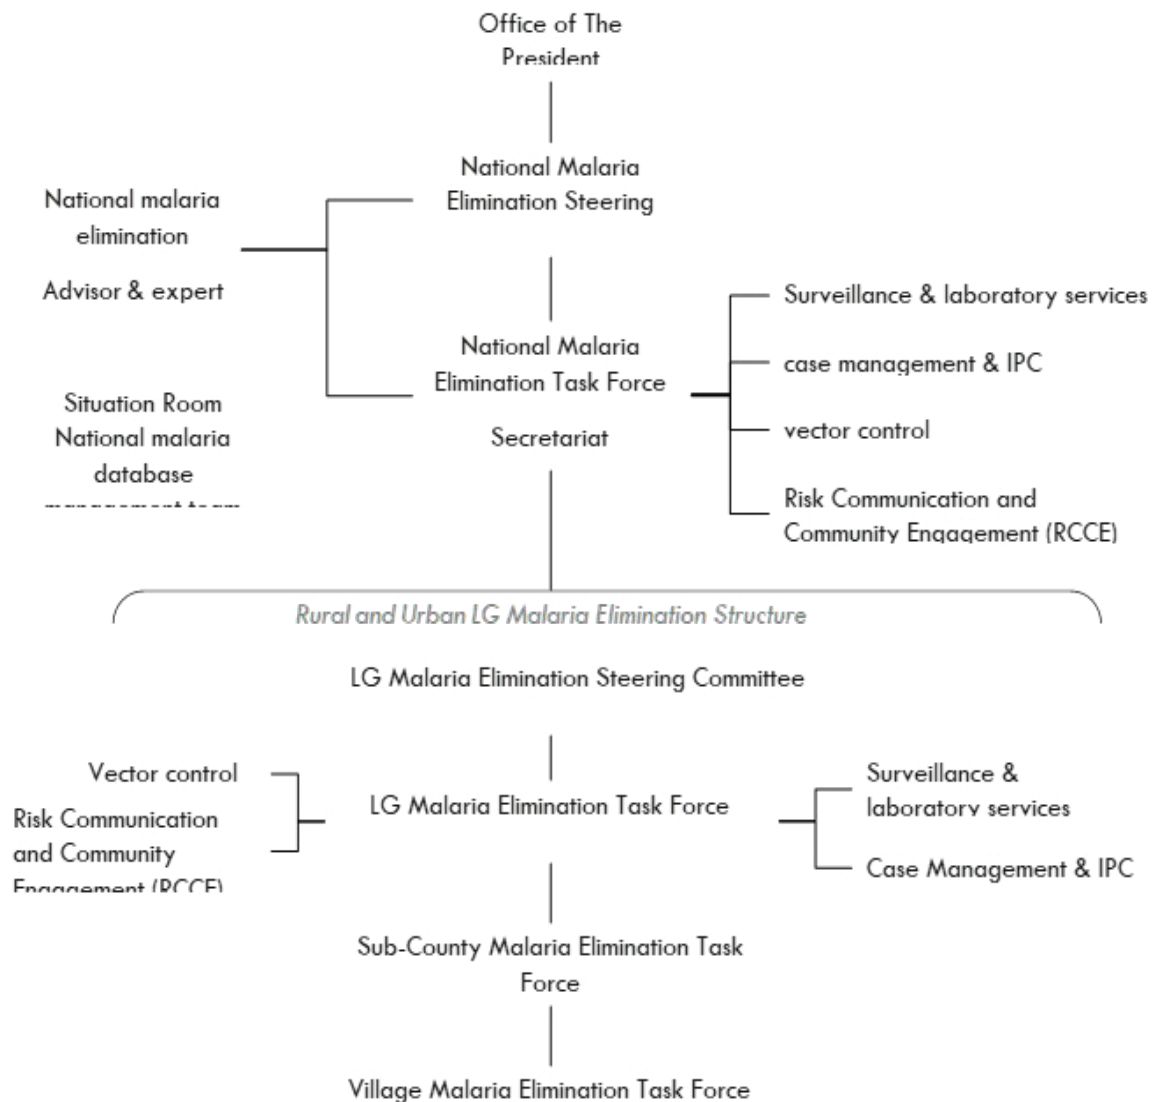 Office of The
President
National Malaria
Elimination Steering
National malaria
elimination
Advisor & expert
National Malaria
Elimination Task Force
Secretariat
Situation Room
National malaria
database
management team
Surveillance & laboratory services
case management & IPC
vector control
Risk Communication and
Community Engagement (RCCE)
Rural and Urban LG Malaria Elimination Structure
LG Malaria Elimination Steering Committee
Vector control
Risk Communication
and Community
Engagement (RCCE)
LG Malaria Elimination Task Force
Surveillance &
laboratory services
Case Management & IPC
Sub-County Malaria Elimination Task
Force
Village Malaria Elimination Task Force